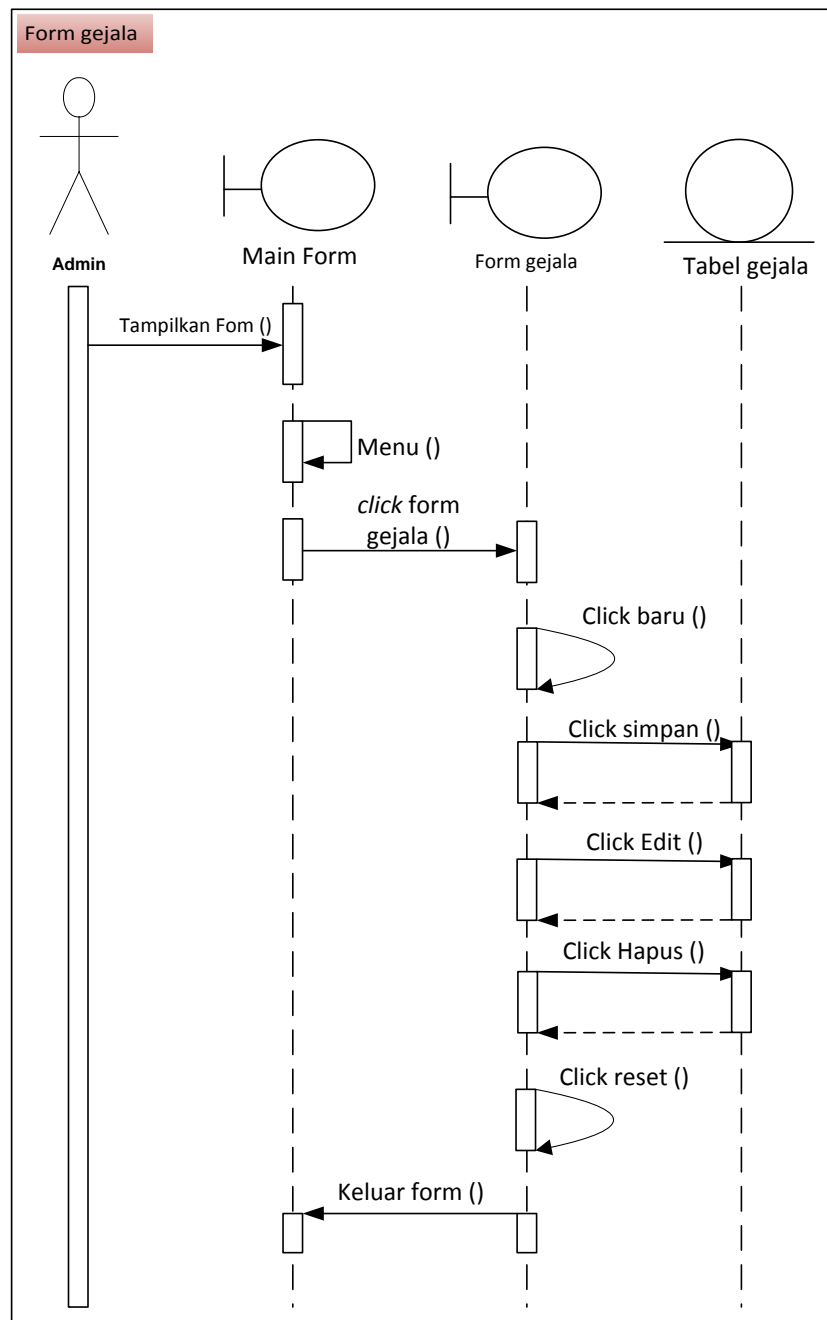 Form gejala
Admin
Main Form
Form gejala
Tabel gejala
Tampilkan Fom ()
Menu ()
click form
gejala ()
Click baru ()
Click simpan ()
Click Edit ()
Click Hapus ()
Click reset ()
Keluar form ()